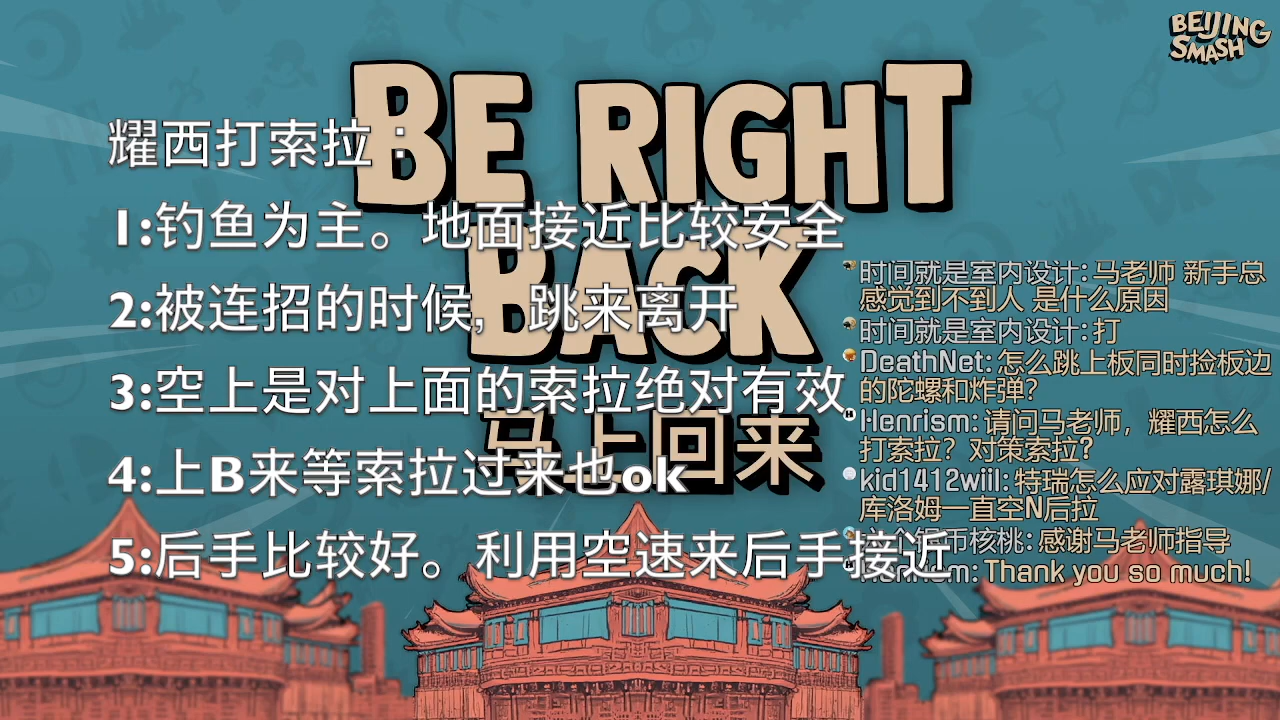 BEIJING
SMASH
BE RIGHT
BACK
马上回来
耀西打索拉：
1:钓鱼为主。地面接近比较安全
2:被连招的时候，跳来离开
3:空上是对上面的索拉绝对有效
4:上B来等索拉过来也ok
5:后手比较好。利用空速来后手接近
时间就是室内设计: 马老师 新手总
感觉到不到人 是什么原因
时间就是室内设计: 打
DeathNet: 怎么跳上板同时捡板边
的陀螺和炸弹?
Henrism: 请问马老师，耀西怎么
打索拉？对策索拉?
kid1412wiil: 特瑞怎么应对露琪娜/
库洛姆一直空N后拉
币核桃: 感谢马老师指导
Henrism: Thank you so much!